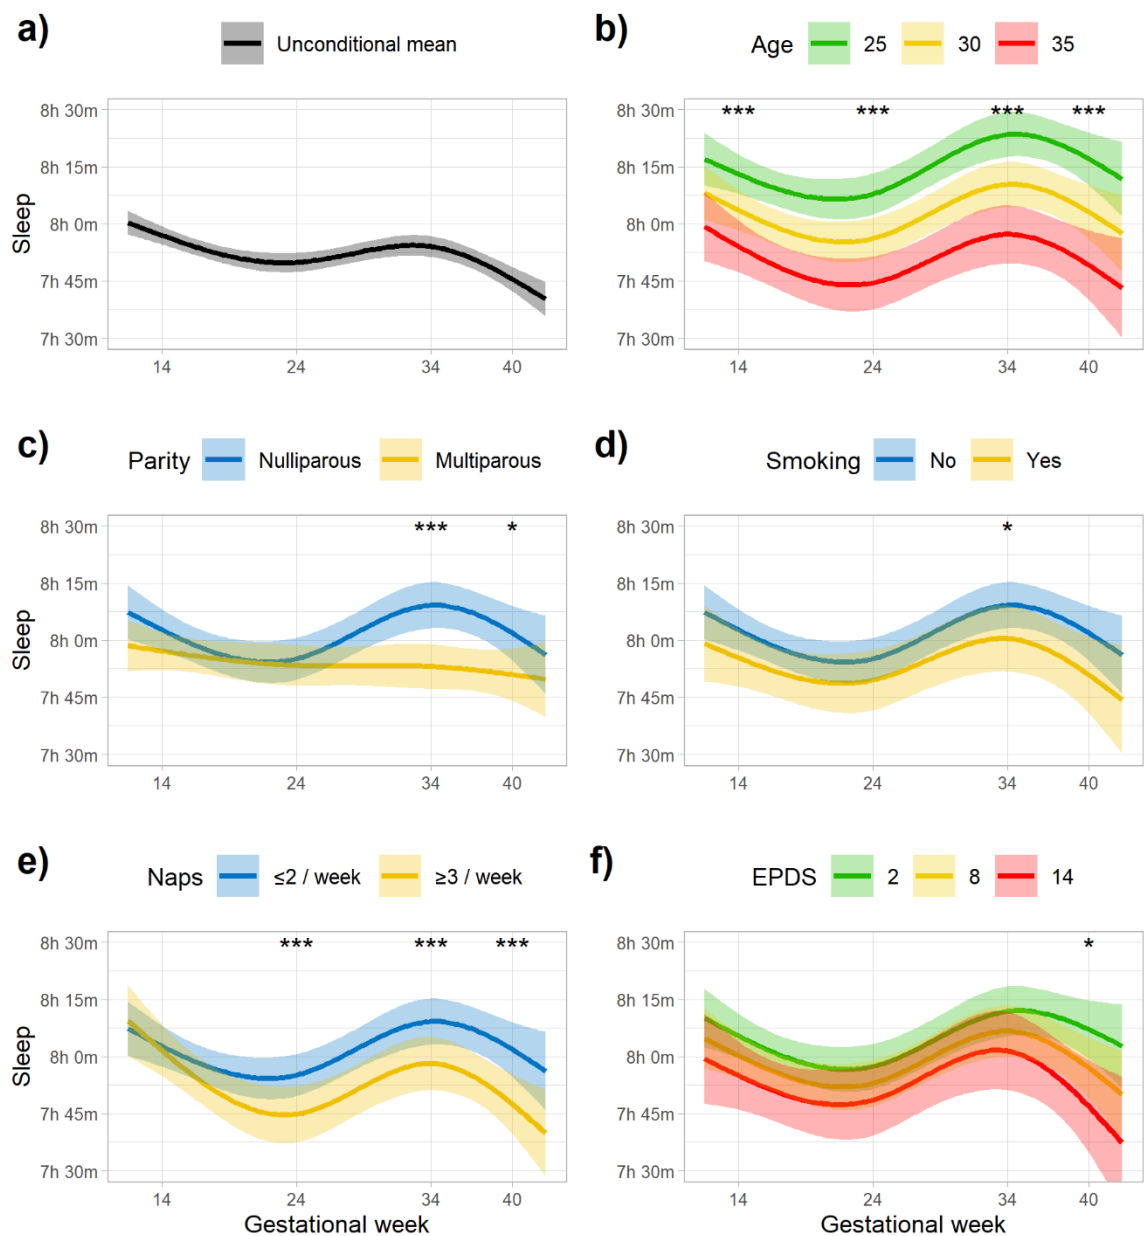 a)
Unconditional mean
b)
Age 25 30 35
Sleep
8h 30m
8h 15m
8h 0m
7h 45m
7h 30m
14 24 34 40
8h 30m
8h 15m
8h 0m
7h 45m
7h 30m
*** *** *** ***
14 24 34 40
c)
Parity Nulliparous Multiparous
d)
Smoking No Yes
Sleep
8h 30m
8h 15m
8h 0m
7h 45m
7h 30m
*** *
14 24 34 40
8h 30m
8h 15m
8h 0m
7h 45m
7h 30m
*
14 24 34 40
e)
Naps ≤2 / week ≥3 / week
f)
EPDS 2 8 14
Sleep
8h 30m
8h 15m
8h 0m
7h 45m
7h 30m
*** *** ***
14 24 34 40
Gestational week
8h 30m
8h 15m
8h 0m
7h 45m
7h 30m
*
14 24 34 40
Gestational week